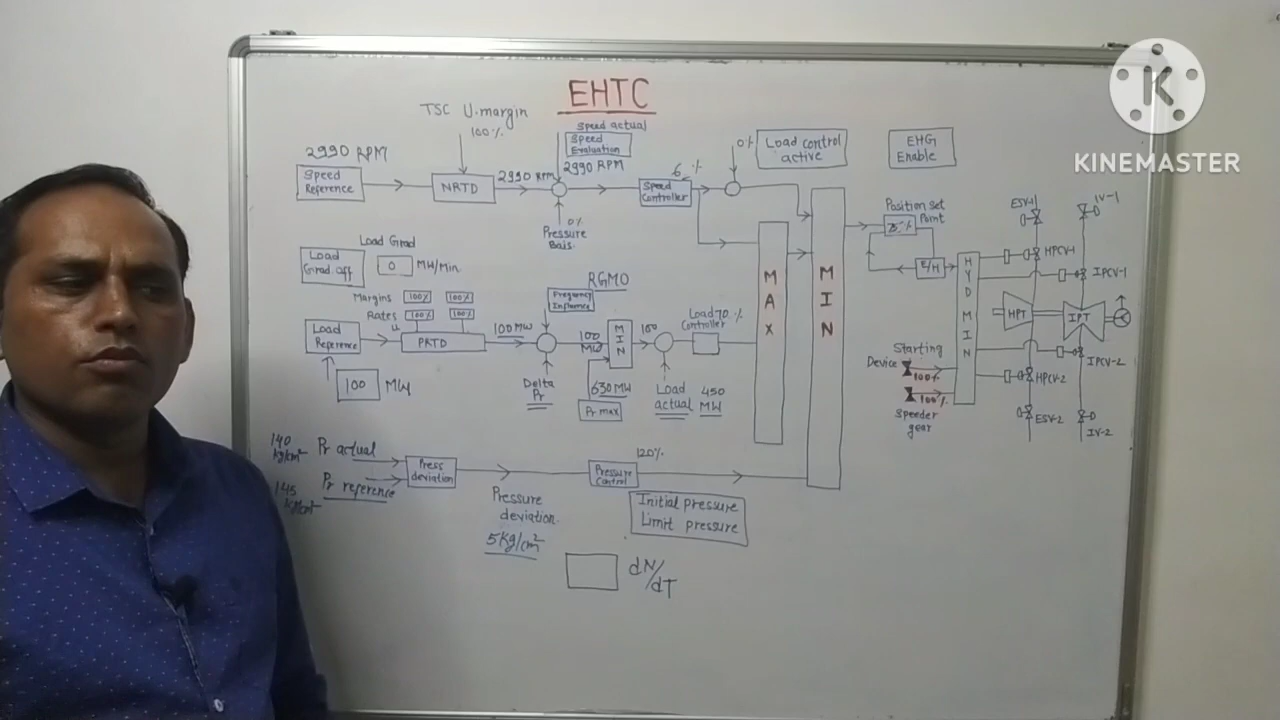 EHTC
TSC U.margin
100%
Speed actual
Speed
Evaluation
2990 RPM
Speed
Reference
NRTD
2990 RPM
2990 RPM
0%
Pressure
Bais.
6 %
Speed
Controller
0%
Load control
active
EHG
Enable
Load
Grad. off
Load Grad
0 MW/Min
Margins 100% 100%
Rates 100% 100%
Load
Reference
PRTD
100 MW
100 MW
RGMO
Frequency
Influence
Delta
Pr
100
MW
MIN
630 MW
Pr max
100
Load
actual
450
MW
Load 70 %
Controller
MAX
MIN
Position set
Point
75 %
E/H
HYD MIN
ESV-1
IV-1
HPCV-1
IPCV-1
HPT
IPT
IPCV-2
HPCV-2
ESV-2
IV-2
Starting
Device
100%
100%
Speeder
gear
140
kg/cm²
Pr actual
145
kg/cm²
Pr reference
Press
deviation
Pressure
deviation
5 Kg/cm²
120%
Pressure
Control
Initial pressure
Limit pressure
dN/dT
KINEMASTER